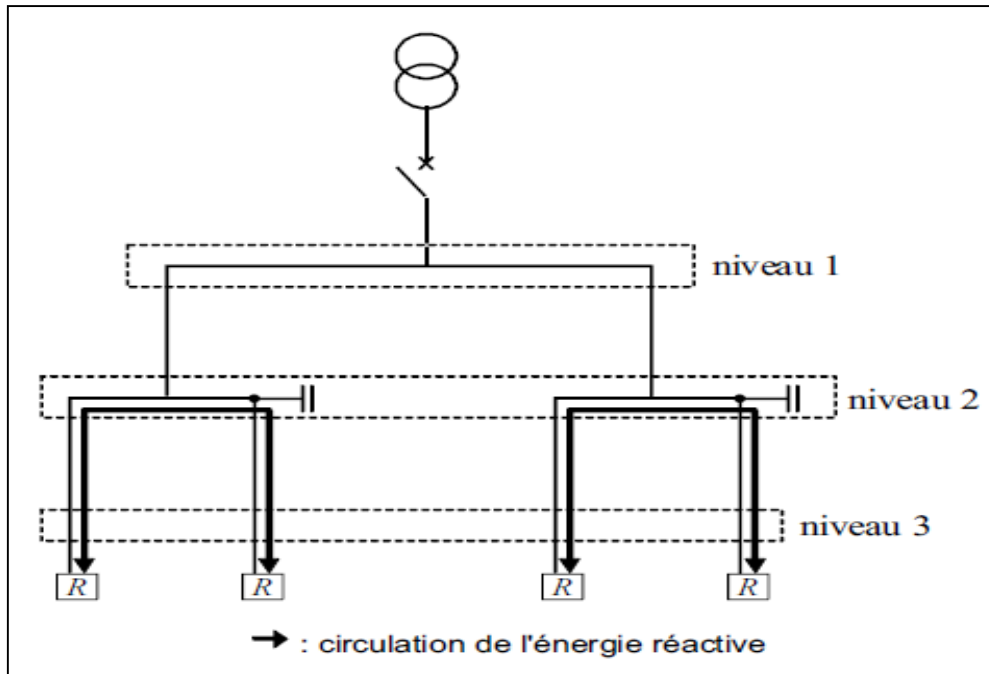 niveau 1
niveau 2
niveau 3
R R R R
: circulation de l'énergie réactive